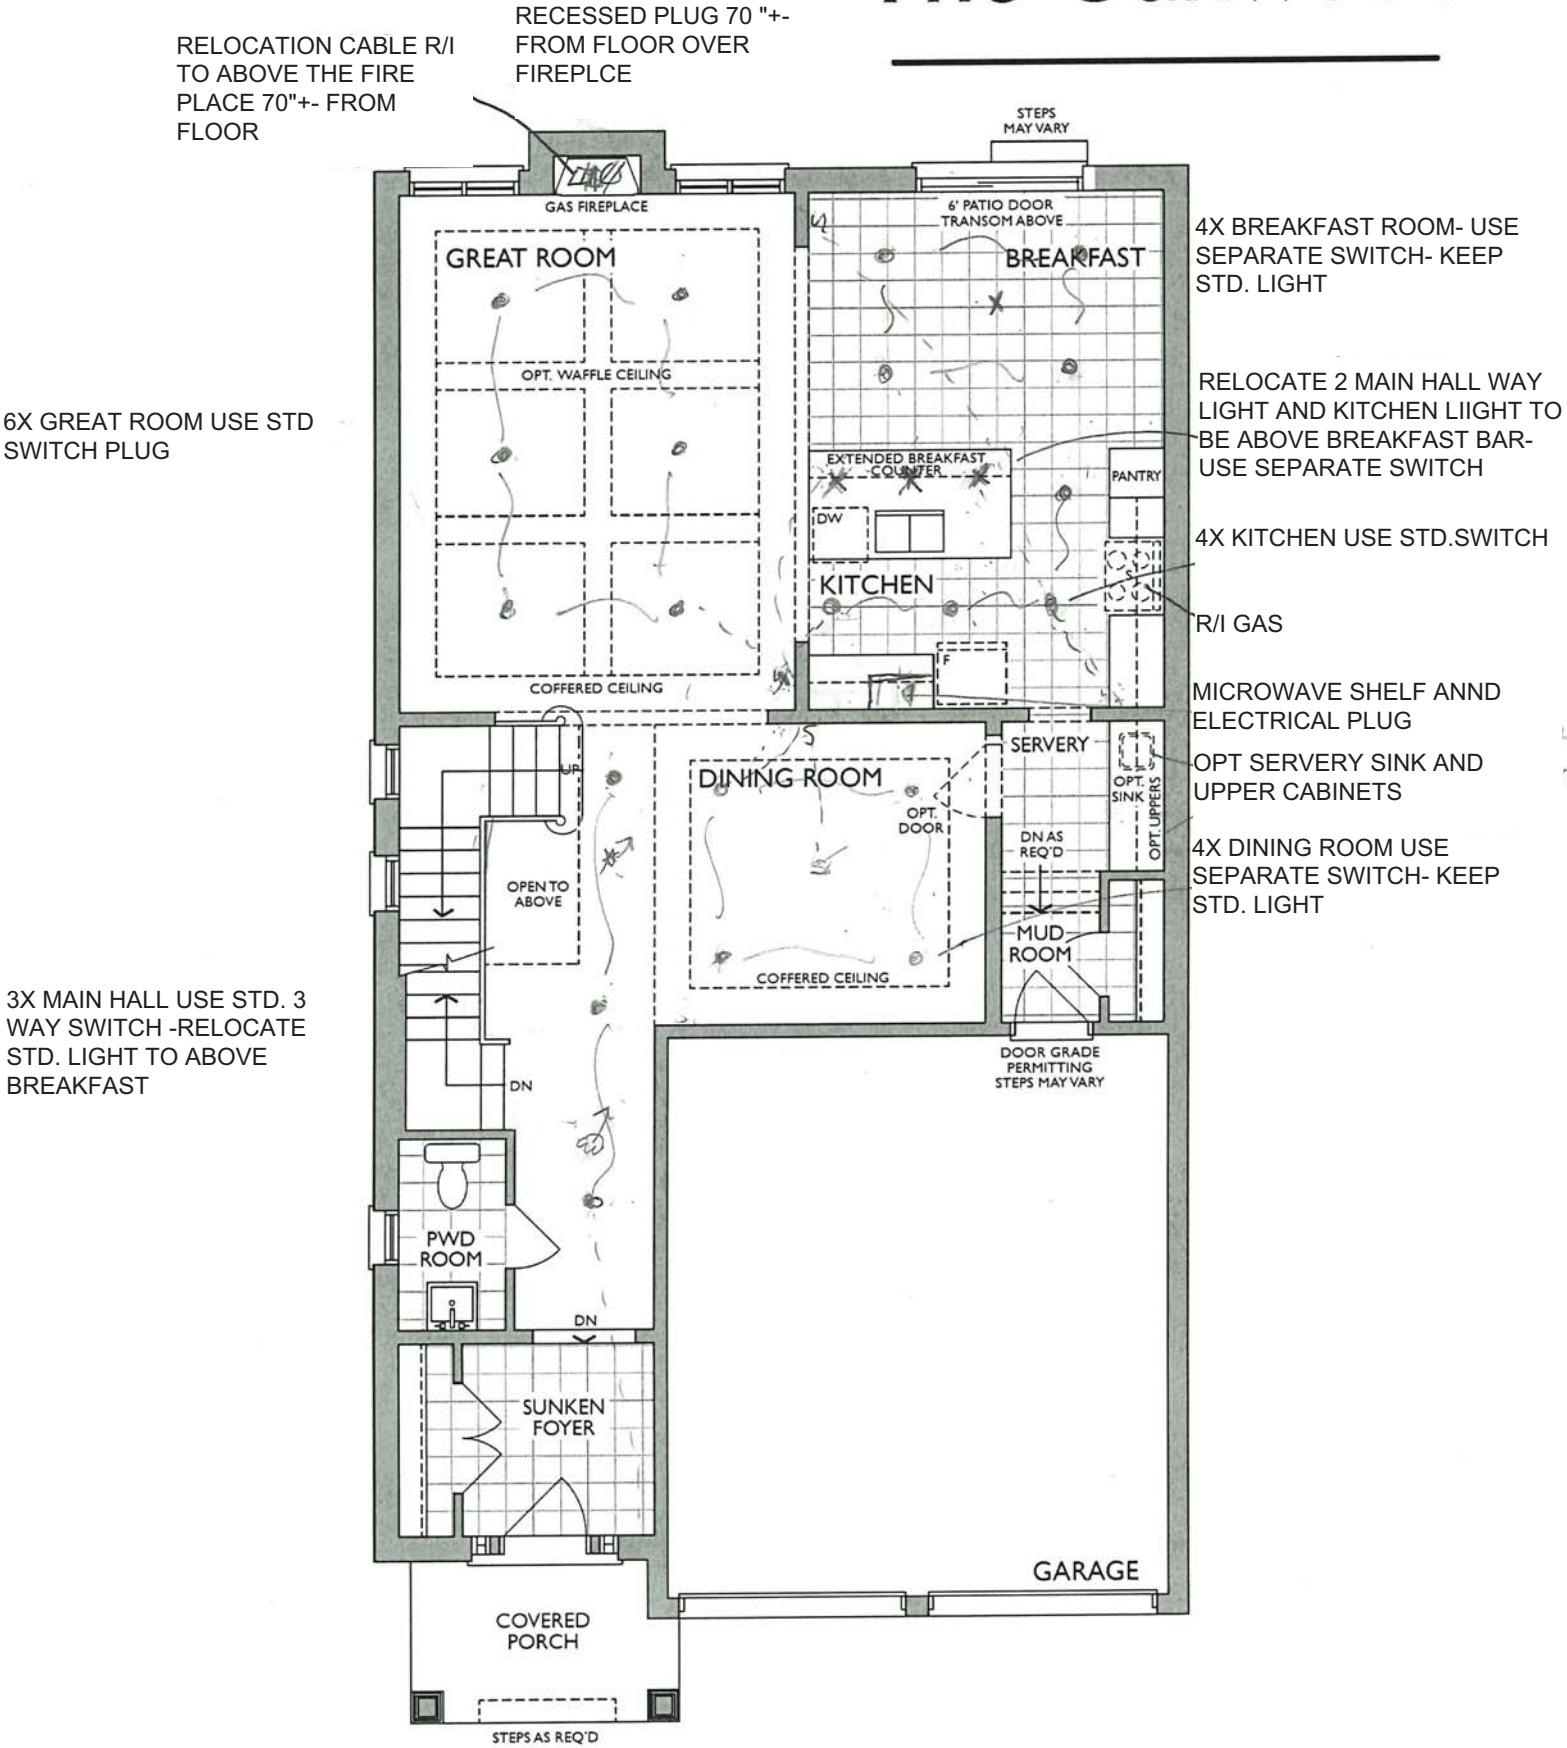 RECESSED PLUG 70 "+-
FROM FLOOR OVER
FIREPLCE
RELOCATION CABLE R/I
TO ABOVE THE FIRE
PLACE 70"+- FROM
FLOOR
STEPS
MAY VARY
GAS FIREPLACE
6' PATIO DOOR
TRANSOM ABOVE
GREAT ROOM
BREAKFAST
4X BREAKFAST ROOM- USE
SEPARATE SWITCH- KEEP
STD. LIGHT
OPT. WAFFLE CEILING
RELOCATE 2 MAIN HALL WAY
LIGHT AND KITCHEN LIIGHT TO
BE ABOVE BREAKFAST BAR-
USE SEPARATE SWITCH
6X GREAT ROOM USE STD
SWITCH PLUG
EXTENDED BREAKFAST
COUNTER
PANTRY
DW
4X KITCHEN USE STD.SWITCH
KITCHEN
R/I GAS
F
COFFERED CEILING
MICROWAVE SHELF ANND
ELECTRICAL PLUG
SERVERY
UP
DINING ROOM
OPT.
DOOR
OPT.
SINK
OPT. UPPERS
OPT SERVERY SINK AND
UPPER CABINETS
DN AS
REQ'D
4X DINING ROOM USE
SEPARATE SWITCH- KEEP
STD. LIGHT
OPEN TO
ABOVE
MUD
ROOM
COFFERED CEILING
3X MAIN HALL USE STD. 3
WAY SWITCH -RELOCATE
STD. LIGHT TO ABOVE
BREAKFAST
DN
DOOR GRADE
PERMITTING
STEPS MAY VARY
PWD
ROOM
DN
SUNKEN
FOYER
GARAGE
COVERED
PORCH
STEPS AS REQ'D